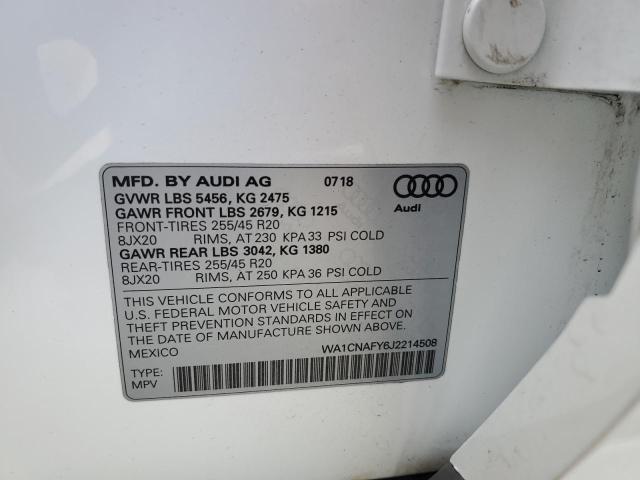 MFD. BY AUDI AG 07 18
GVWR LBS 5456, KG 2475
GAWR FRONT LBS 2679, KG 1215
FRONT-TIRES 255/45 R20
8JX20 RIMS, AT 230 KPA 33 PSI COLD
GAWR REAR LBS 3042, KG 1380
REAR-TIRES 255/45 R20
8JX20 RIMS, AT 250 KPA 36 PSI COLD
Audi
THIS VEHICLE CONFORMS TO ALL APPLICABLE
U.S. FEDERAL MOTOR VEHICLE SAFETY AND
THEFT PREVENTION STANDARDS IN EFFECT ON
THE DATE OF MANUFACTURE SHOWN ABOVE.
MEXICO WA1CNAFY6J2214508
TYPE:
MPV